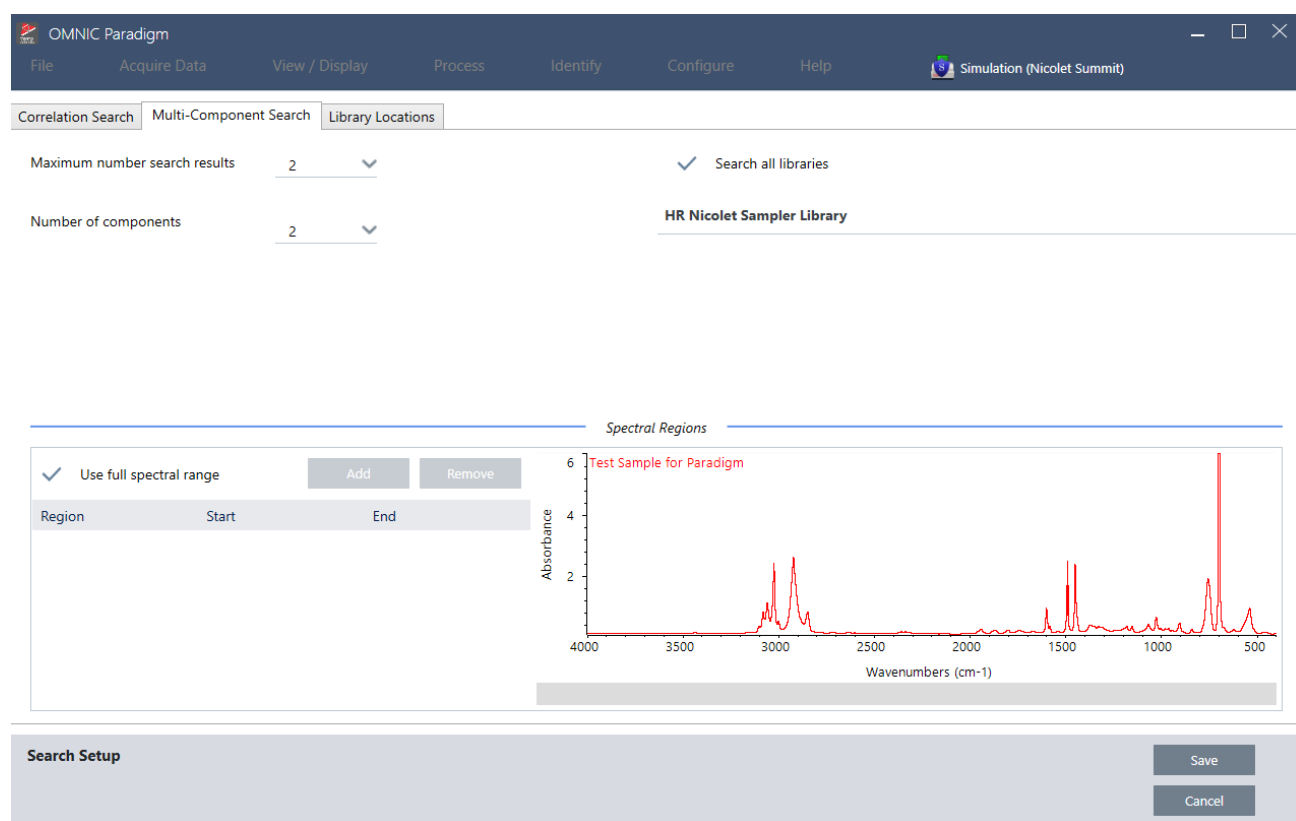 OMNIC Paradigm
File Acquire Data View / Display Process Identify Configure Help Simulation (Nicolet Summit)
Correlation Search Multi-Component Search Library Locations
Maximum number search results 2 Search all libraries
Number of components 2 HR Nicolet Sampler Library
Spectral Regions
Use full spectral range Add Remove
Region Start End
6 Test Sample for Paradigm
4
2
Absorbance
4000 3500 3000 2500 2000 1500 1000 500
Wavenumbers (cm-1)
Search Setup Save
Cancel